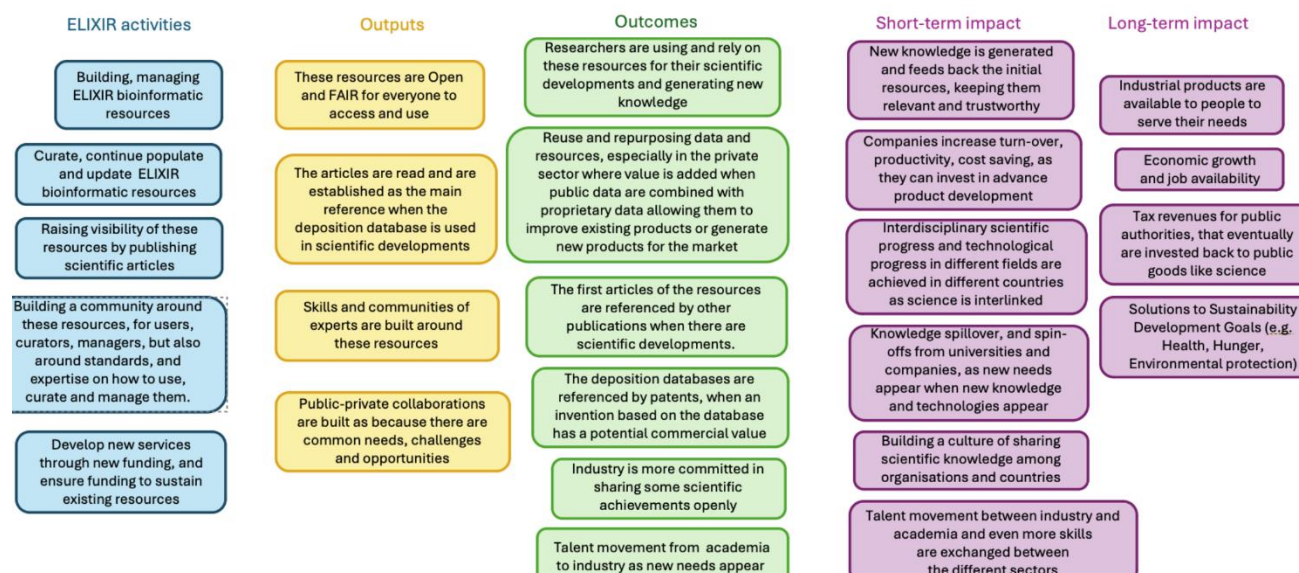 ELIXIR activities
Building, managing
ELIXIR bioinformatic
resources
Curate, continue populate
and update ELIXIR
bioinformatic resources
Raising visibility of these
resources by publishing
scientific articles
Building a community around
these resources, for users,
curators, managers, but also
around standards, and
expertise on how to use,
curate and manage them.
Develop new services
through new funding, and
ensure funding to sustain
existing resources
Outputs
These resources are Open
and FAIR for everyone to
access and use
The articles are read and are
established as the main
reference when the
deposition database is used
in scientific developments
Skills and communities of
experts are built around
these resources
Public-private collaborations
are built as because there are
common needs, challenges
and opportunities
Outcomes
Researchers are using and rely on
these resources for their scientific
developments and generating new
knowledge
Reuse and repurposing data and
resources, especially in the private
sector where value is added when
public data are combined with
proprietary data allowing them to
improve existing products or generate
new products for the market
The first articles of the resources
are referenced by other
publications when there are
scientific developments.
The deposition databases are
referenced by patents, when an
invention based on the database
has a potential commercial value
Industry is more committed in
sharing some scientific
achievements openly
Talent movement from academia
to industry as new needs appear
Short-term impact
New knowledge is generated
and feeds back the initial
resources, keeping them
relevant and trustworthy
Companies increase turn-over,
productivity, cost saving, as
they can invest in advance
product development
Interdisciplinary scientific
progress and technological
progress in different fields are
achieved in different countries
as science is interlinked
Knowledge spillover, and spin-
offs from universities and
companies, as new needs
appear when new knowledge
and technologies appear
Building a culture of sharing
scientific knowledge among
organisations and countries
Talent movement between industry and
academia and even more skills
are exchanged between
the different sectors
Long-term impact
Industrial products are
available to people to
serve their needs
Economic growth
and job availability
Tax revenues for public
authorities, that eventually
are invested back to public
goods like science
Solutions to Sustainability
Development Goals (e.g.
Health, Hunger,
Environmental protection)